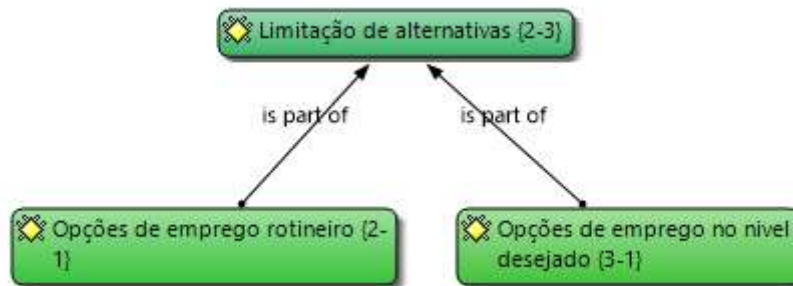 Limitação de alternativas {2-3}
is part of
is part of
Opções de emprego rotineiro {2-
1}
Opções de emprego no nivel
desejado {3-1}